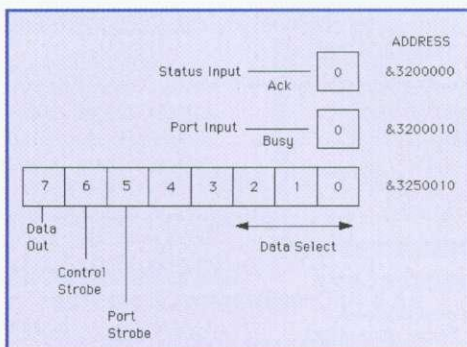 ADDRESS
Status Input 0 &3200000
Ack
Port Input 0 &3200010
Busy
7 6 5 4 3 2 1 0 &3250010
Data Out
Data Select
Control Strobe
Port Strobe